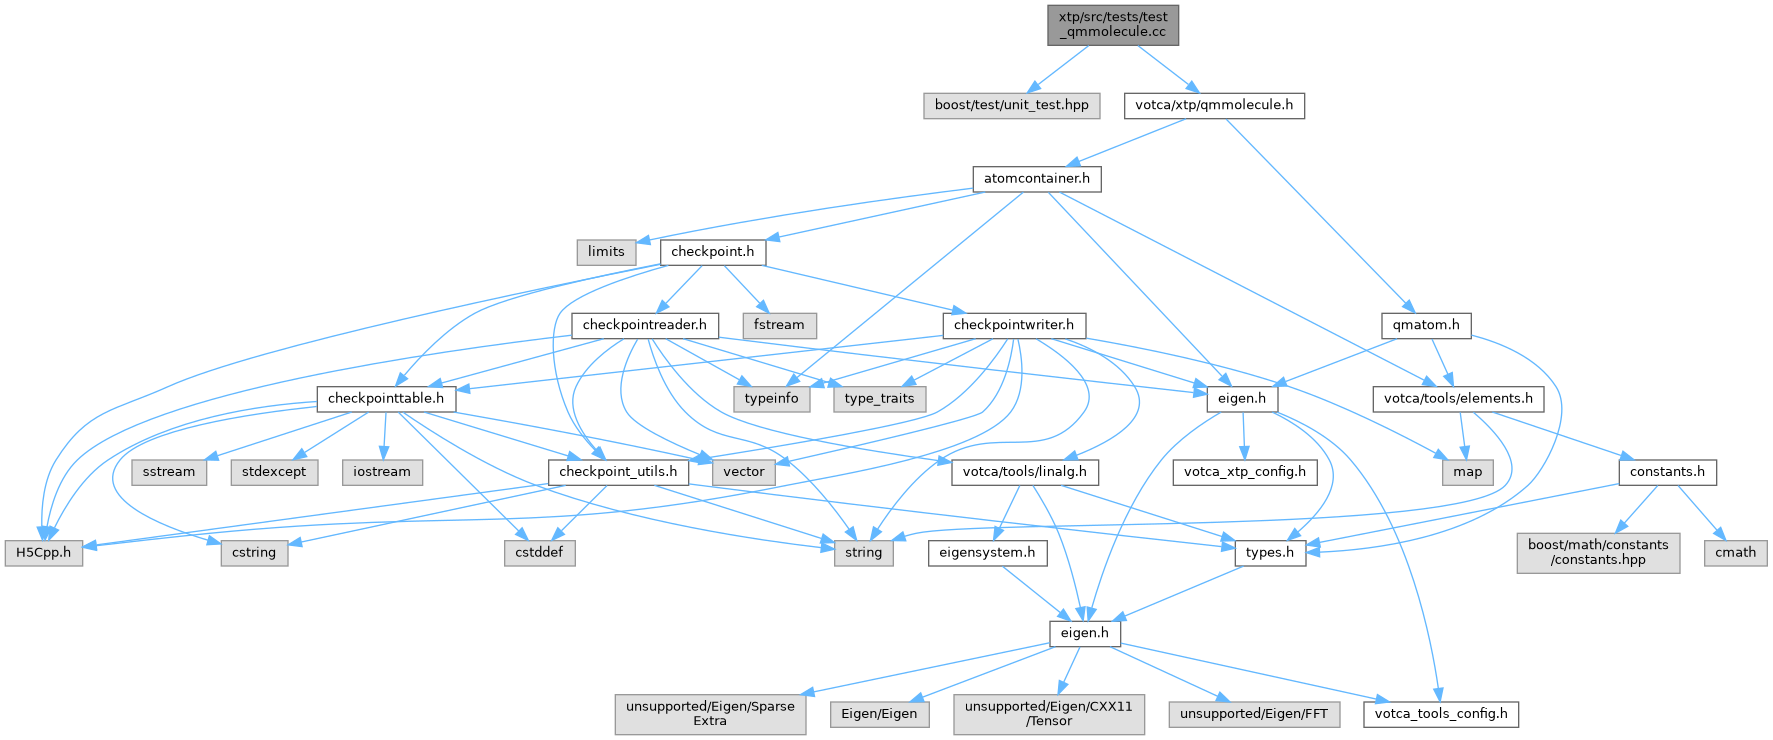 xtp/src/tests/test
_qmmolecule.cc
boost/test/unit_test.hpp
votca/xtp/qmmolecule.h
atomcontainer.h
limits
checkpoint.h
checkpointreader.h
fstream
checkpointwriter.h
qmatom.h
checkpointtable.h
typeinfo
type_traits
eigen.h
votca/tools/elements.h
sstream
stdexcept
iostream
checkpoint_utils.h
vector
votca/tools/linalg.h
votca_xtp_config.h
map
constants.h
H5Cpp.h
cstring
cstddef
string
eigensystem.h
types.h
boost/math/constants
/constants.hpp
cmath
eigen.h
unsupported/Eigen/Sparse
Extra
Eigen/Eigen
unsupported/Eigen/CXX11
/Tensor
unsupported/Eigen/FFT
votca_tools_config.h